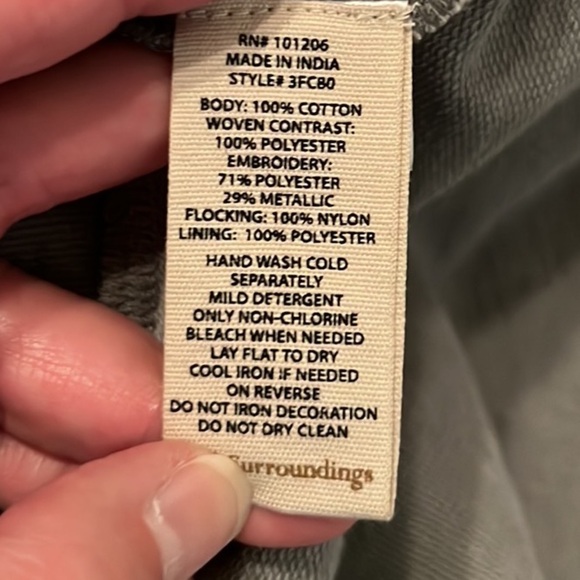 RN# 101206
MADE IN INDIA
STYLE# 3FC80
BODY: 100% COTTON
WOVEN CONTRAST:
100% POLYESTER
EMBROIDERY:
71% POLYESTER
29% METALLIC
FLOCKING: 100% NYLON
LINING: 100% POLYESTER
HAND WASH COLD
SEPARATELY
MILD DETERGENT
ONLY NON-CHLORINE
BLEACH WHEN NEEDED
LAY FLAT TO DRY
COOL IRON IF NEEDED
ON REVERSE
DO NOT IRON DECORATION
DO NOT DRY CLEAN
Surroundings